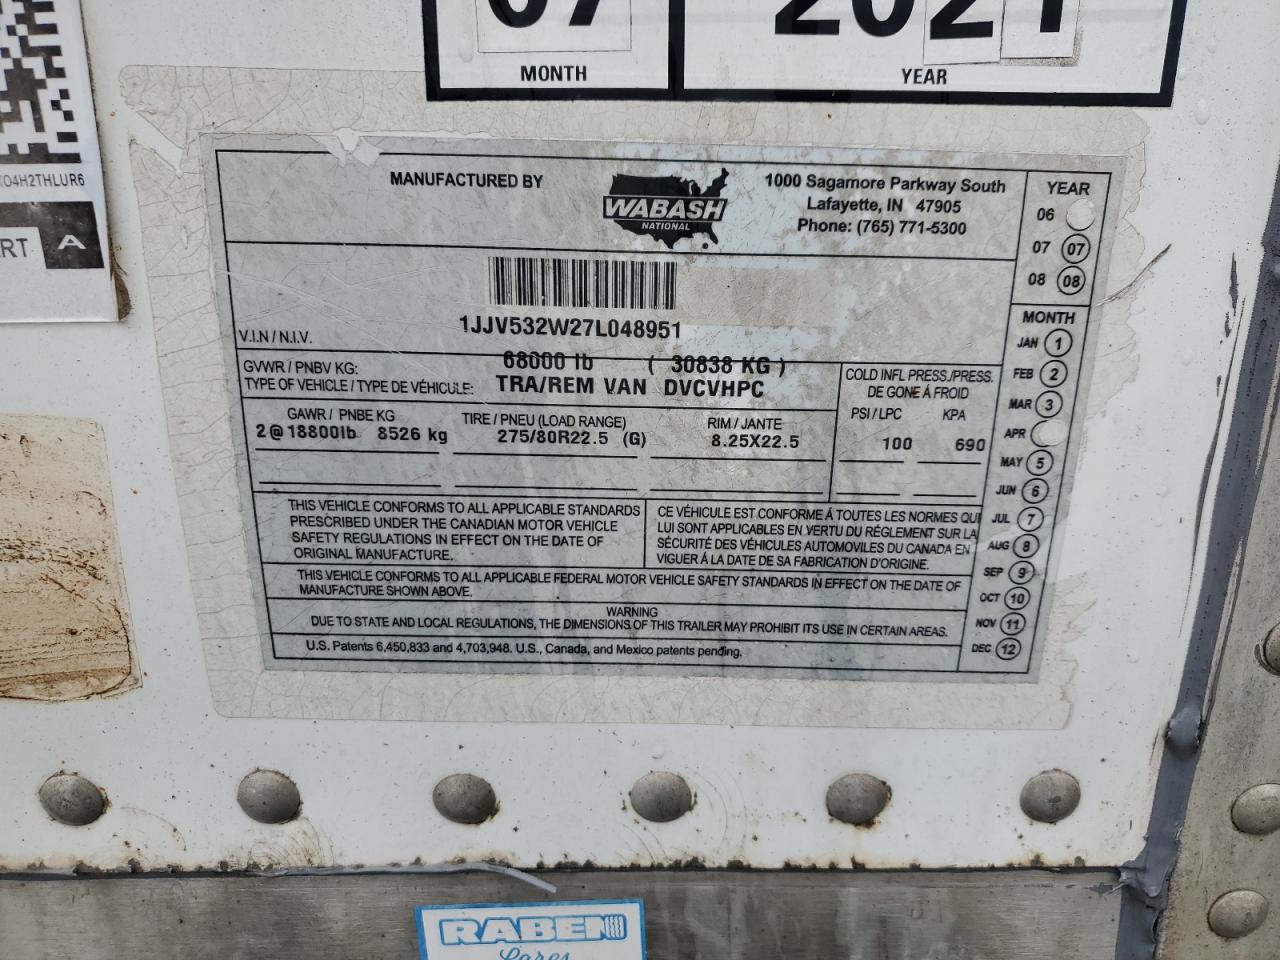 07
2021
MONTH
YEAR
XO4H2THLUR6
ERT A
MANUFACTURED BY
WABASH
NATIONAL
1000 Sagamore Parkway South
Lafayette, IN 47905
Phone: (765) 771-5300
YEAR
06
07 07
08 08
1JJV532W27L048951
V.I.N / N.I.V.
GVWR / PNBV KG: 68000 lb ( 30838 KG )
TYPE OF VEHICLE / TYPE DE VÉHICULE: TRA/REM VAN DVCVHPC
GAWR / PNBE KG
2@18800lb 8526 kg
TIRE / PNEU (LOAD RANGE)
275/80R22.5 (G)
RIM / JANTE
8.25X22.5
COLD INFL PRESS./PRESS.
DE GONE À FROID
PSI / LPC KPA
100 690
MONTH
JAN 1
FEB 2
MAR 3
APR
MAY 5
JUN 6
JUL 7
AUG 8
SEP 9
OCT 10
NOV 11
DEC 12
THIS VEHICLE CONFORMS TO ALL APPLICABLE STANDARDS
PRESCRIBED UNDER THE CANADIAN MOTOR VEHICLE
SAFETY REGULATIONS IN EFFECT ON THE DATE OF
ORIGINAL MANUFACTURE.
CE VÉHICULE EST CONFORME À TOUTES LES NORMES QUI
LUI SONT APPLICABLES EN VERTU DU RÉGLEMENT SUR LA
SÉCURITÉ DES VÉHICULES AUTOMOVILES DU CANADA EN
VIGUER À LA DATE DE SA FABRICATION D'ORIGINE.
THIS VEHICLE CONFORMS TO ALL APPLICABLE FEDERAL MOTOR VEHICLE SAFETY STANDARDS IN EFFECT ON THE DATE OF
MANUFACTURE SHOWN ABOVE.
WARNING
DUE TO STATE AND LOCAL REGULATIONS, THE DIMENSIONS OF THIS TRAILER MAY PROHIBIT ITS USE IN CERTAIN AREAS.
U.S. Patents 6,450,833 and 4,703,948. U.S., Canada, and Mexico patents pending.
RABEN